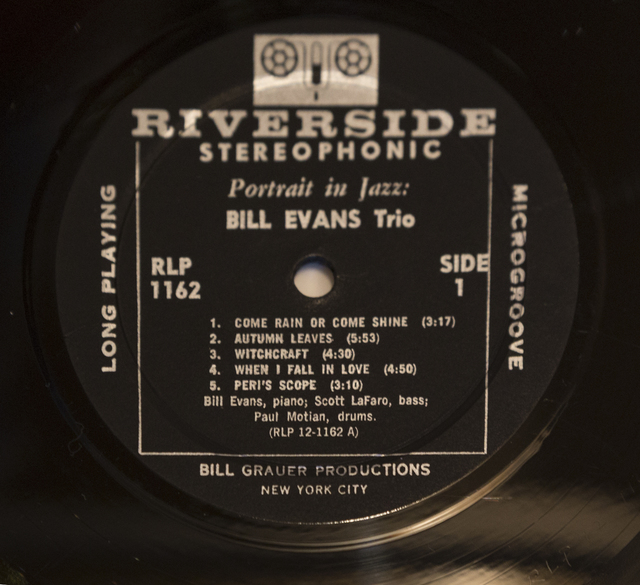 RIVERSIDE
STEREOPHONIC
Portrait in Jazz:
BILL EVANS Trio
LONG PLAYING
MICROGROOVE
RLP
1162
SIDE
1
1. COME RAIN OR COME SHINE (3:17)
2. AUTUMN LEAVES (5:53)
3. WITCHCRAFT (4:30)
4. WHEN I FALL IN LOVE (4:50)
5. PERI'S SCOPE (3:10)
Bill Evans, piano; Scott LaFaro, bass;
Paul Motian, drums.
(RLP 12-1162 A)
BILL GRAUER PRODUCTIONS
NEW YORK CITY